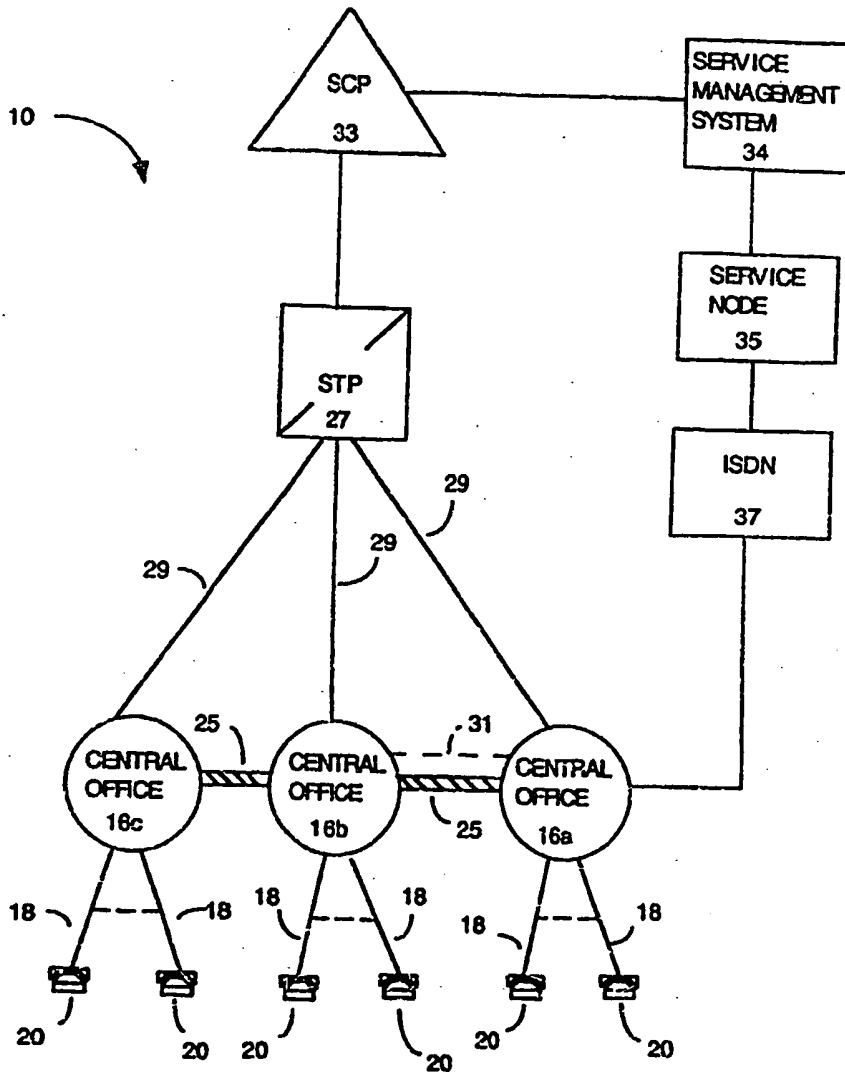 SCP
33
SERVICE
MANAGEMENT
SYSTEM
34
10
SERVICE
NODE
35
STP
27
ISDN
37
29
29
29
25
31
CENTRAL
OFFICE
16c
CENTRAL
OFFICE
16b
25
CENTRAL
OFFICE
16a
18
18
18
18
18
18
20
20
20
20
20
20